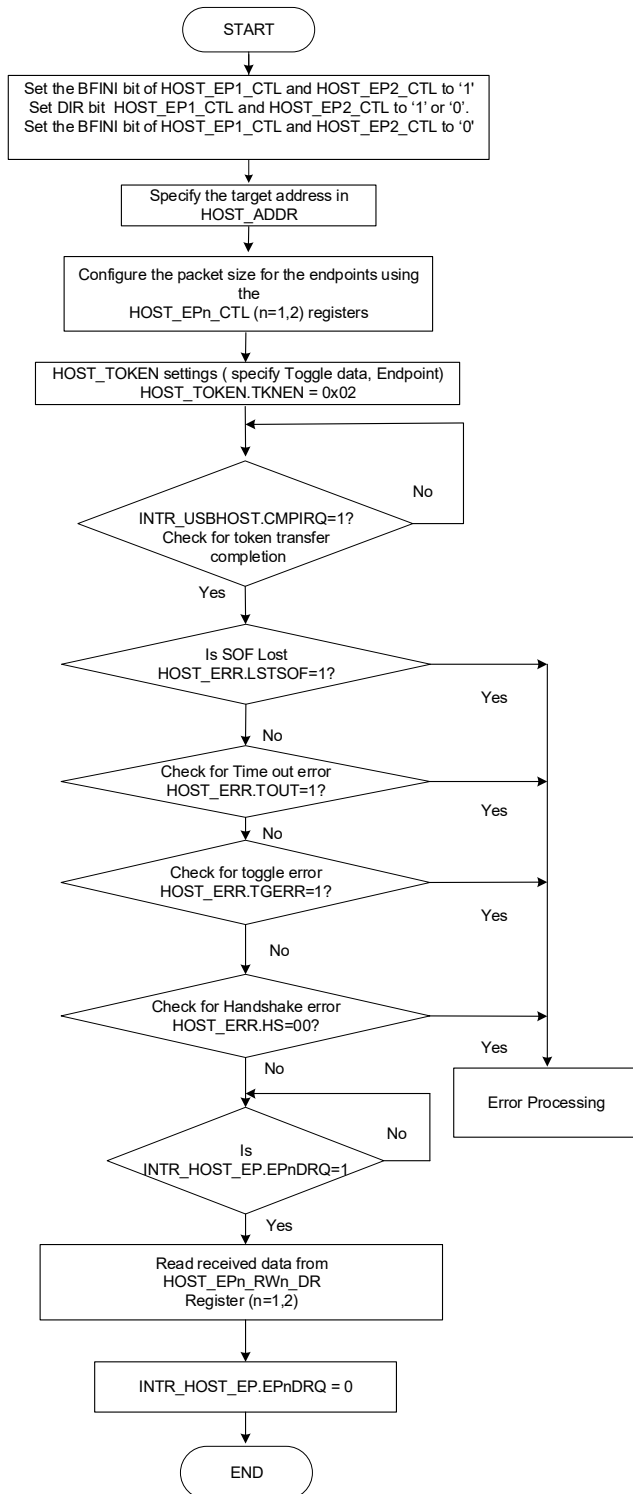 START
Set the BFINI bit of HOST_EP1_CTL and HOST_EP2_CTL to ‘1’
Set DIR bit HOST_EP1_CTL and HOST_EP2_CTL to ‘1’ or ‘0’.
Set the BFINI bit of HOST_EP1_CTL and HOST_EP2_CTL to ‘0’
Specify the target address in
HOST_ADDR
Configure the packet size for the endpoints using
the
HOST_EPn_CTL (n=1,2) registers
HOST_TOKEN settings ( specify Toggle data, Endpoint)
HOST_TOKEN.TKNEN = 0x02
No
INTR_USBHOST.CMPIRQ=1?
Check for token transfer
completion
Yes
Is SOF Lost
HOST_ERR.LSTSOF=1?
Yes
No
Check for Time out error
HOST_ERR.TOUT=1?
Yes
No
Check for toggle error
HOST_ERR.TGERR=1?
Yes
No
Check for Handshake error
HOST_ERR.HS=00?
Yes
No
Error Processing
No
Is
INTR_HOST_EP.EPnDRQ=1
Yes
Read received data from
HOST_EPn_RWn_DR
Register (n=1,2)
INTR_HOST_EP.EPnDRQ = 0
END